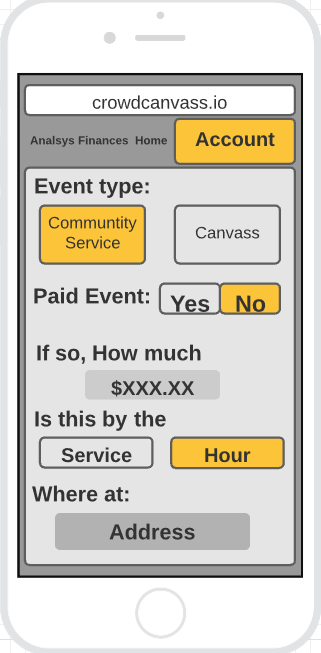 crowdcanvass.io
Analsys Finances Home Account
Event type:
Communtity
Service
Canvass
Paid Event: Yes No
If so, How much
$XXX.XX
Is this by the
Service Hour
Where at:
Address